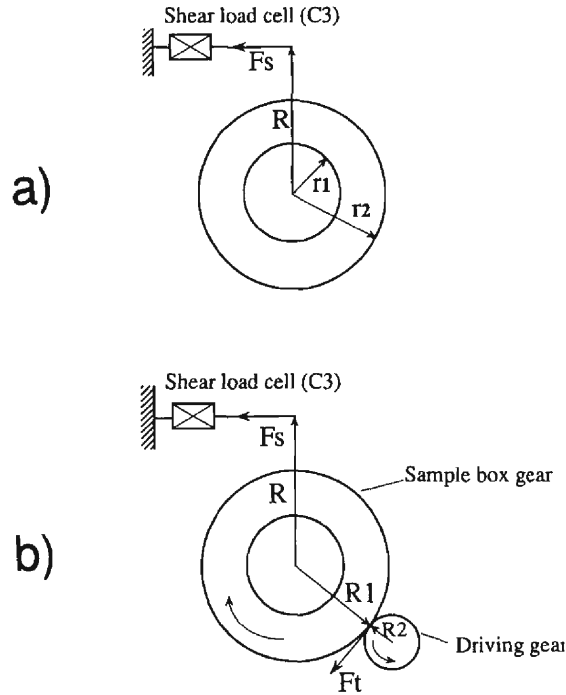 Shear load cell (C3)
Fs
R
r1
r2
a)
Shear load cell (C3)
Fs
R
Sample box gear
b)
R1
R2
Driving gear
Ft